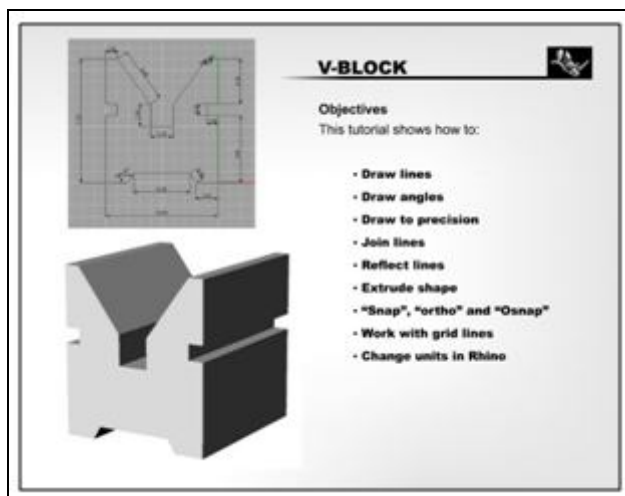 V-BLOCK
Objectives
This tutorial shows how to:
• Draw lines
• Draw angles
• Draw to precision
• Join lines
• Reflect lines
• Extrude shape
• “Snap”, “ortho” and “Osnap”
• Work with grid lines
• Change units in Rhino